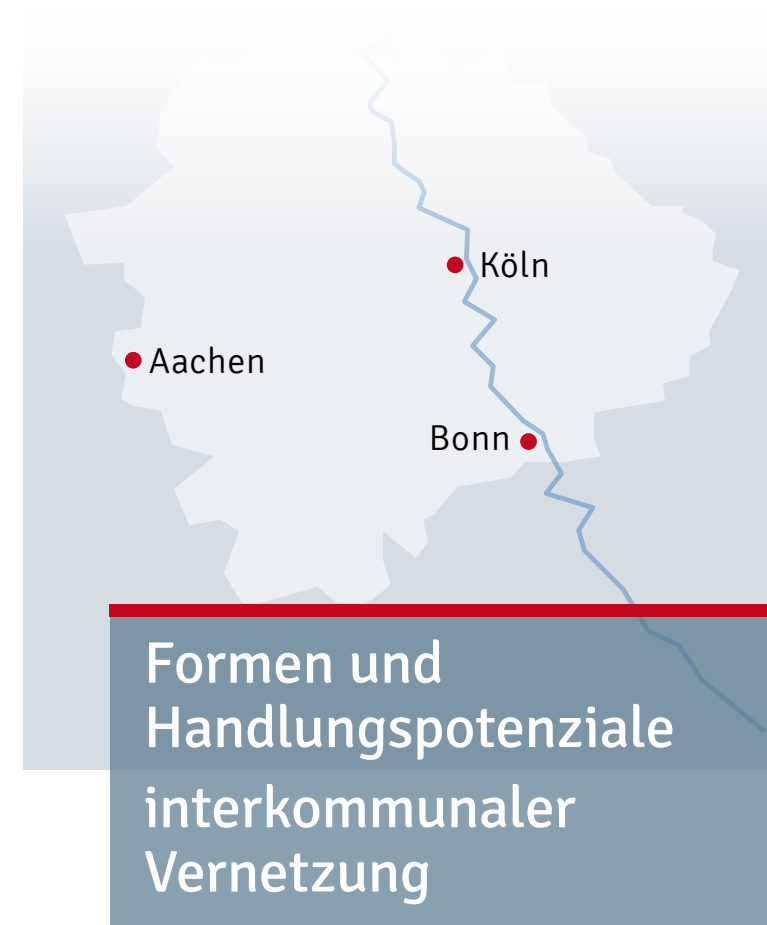 Köln
Aachen
Bonn
Formen und
Handlungspotenziale
interkommunaler
Vernetzung